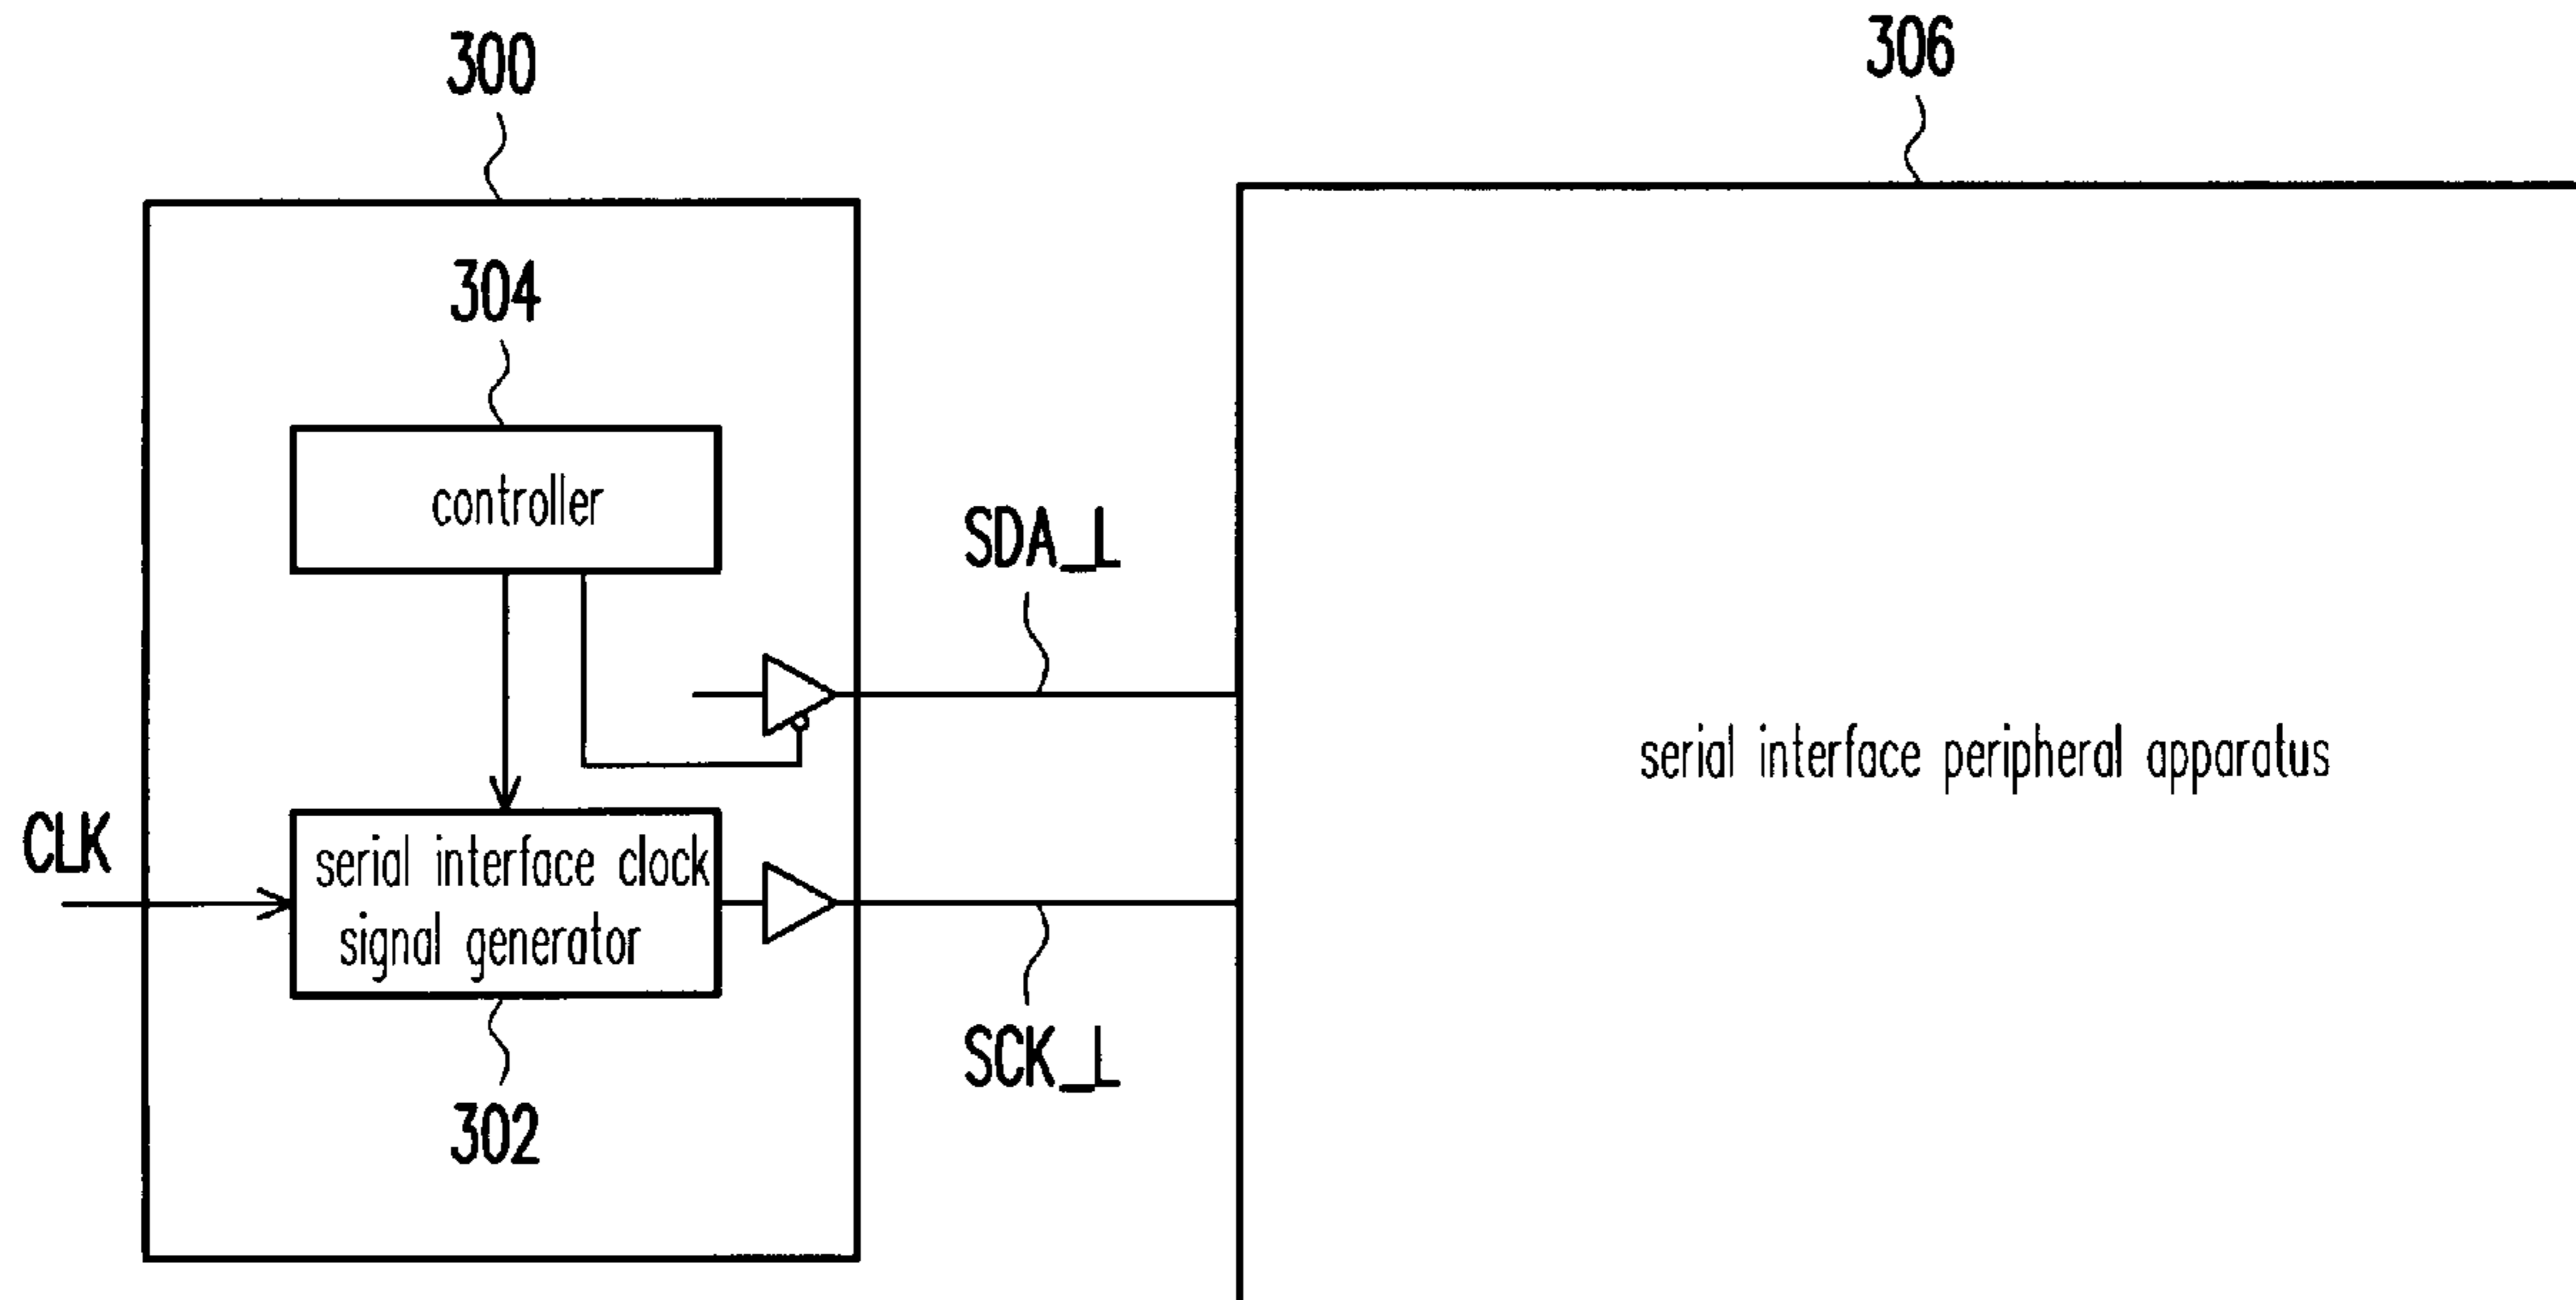 300
306
304
controller
SDA_L
serial interface peripheral apparatus
CLK
serial interface clock
signal generator
SCK_L
302